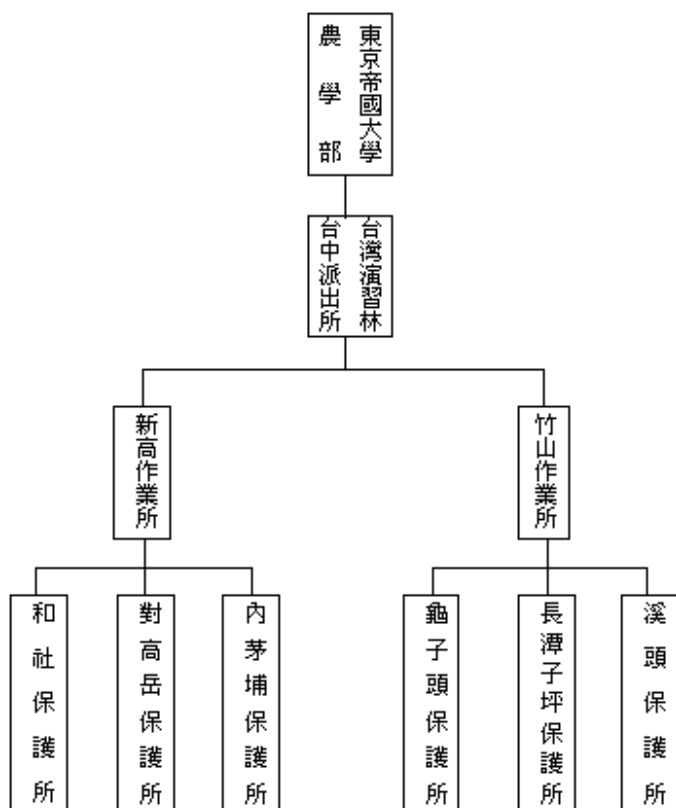 東京帝國大學
農學部
台灣演習林
台中派出所
竹山作業所
新高作業所
溪頭保護所
長潭子坪保護所
龜子頭保護所
內茅埔保護所
對高岳保護所
和社保護所